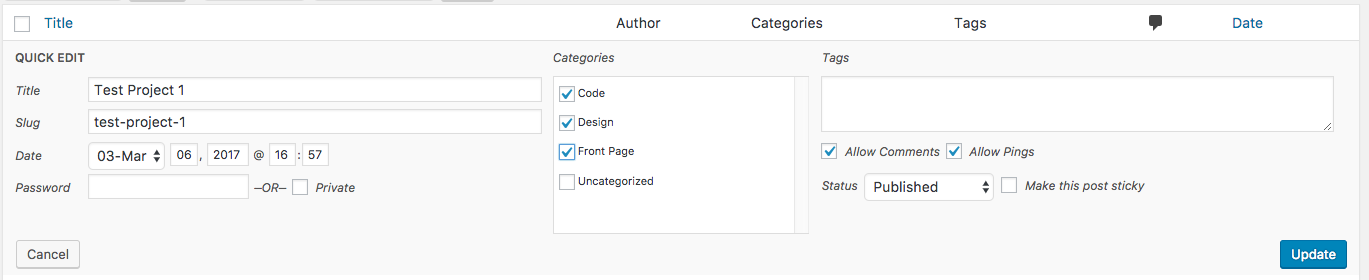 Title Author Categories Tags Date
QUICK EDIT Categories Tags
Title Test Project 1
Code
Slug test-project-1
Design
Date 03-Mar 06 , 2017 @ 16 : 57
Front Page
Allow Comments Allow Pings
Password –OR– Private
Uncategorized
Status Published Make this post sticky
Cancel Update